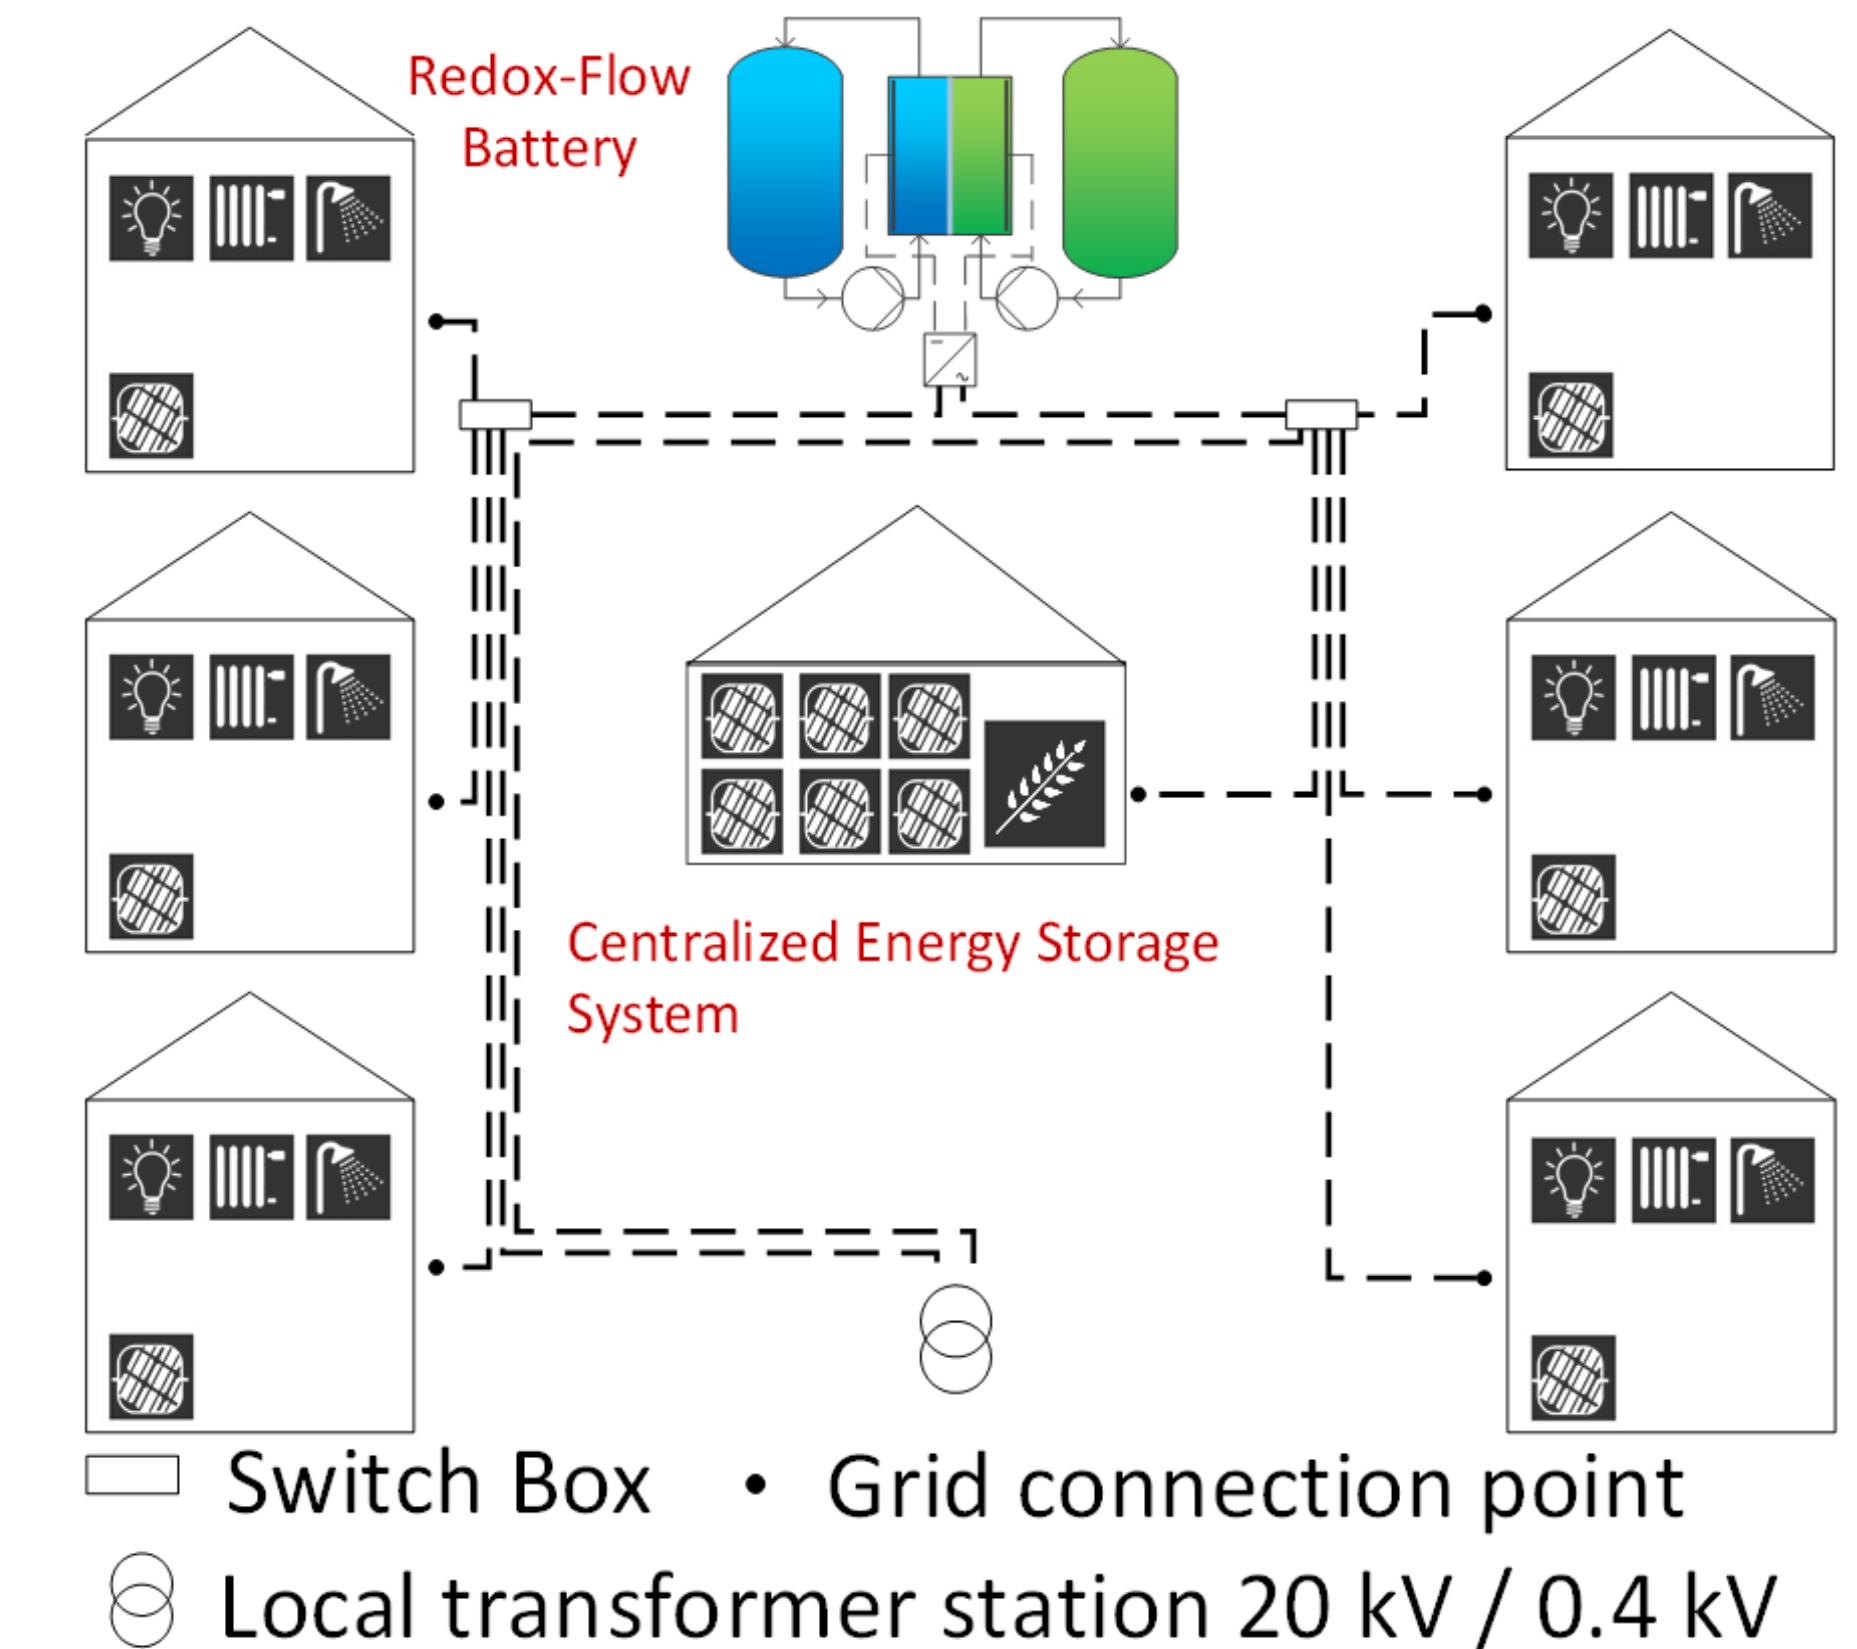 Redox-Flow
Battery
Centralized Energy Storage
System
Switch Box
Grid connection point
Local transformer station 20 kV / 0.4 kV